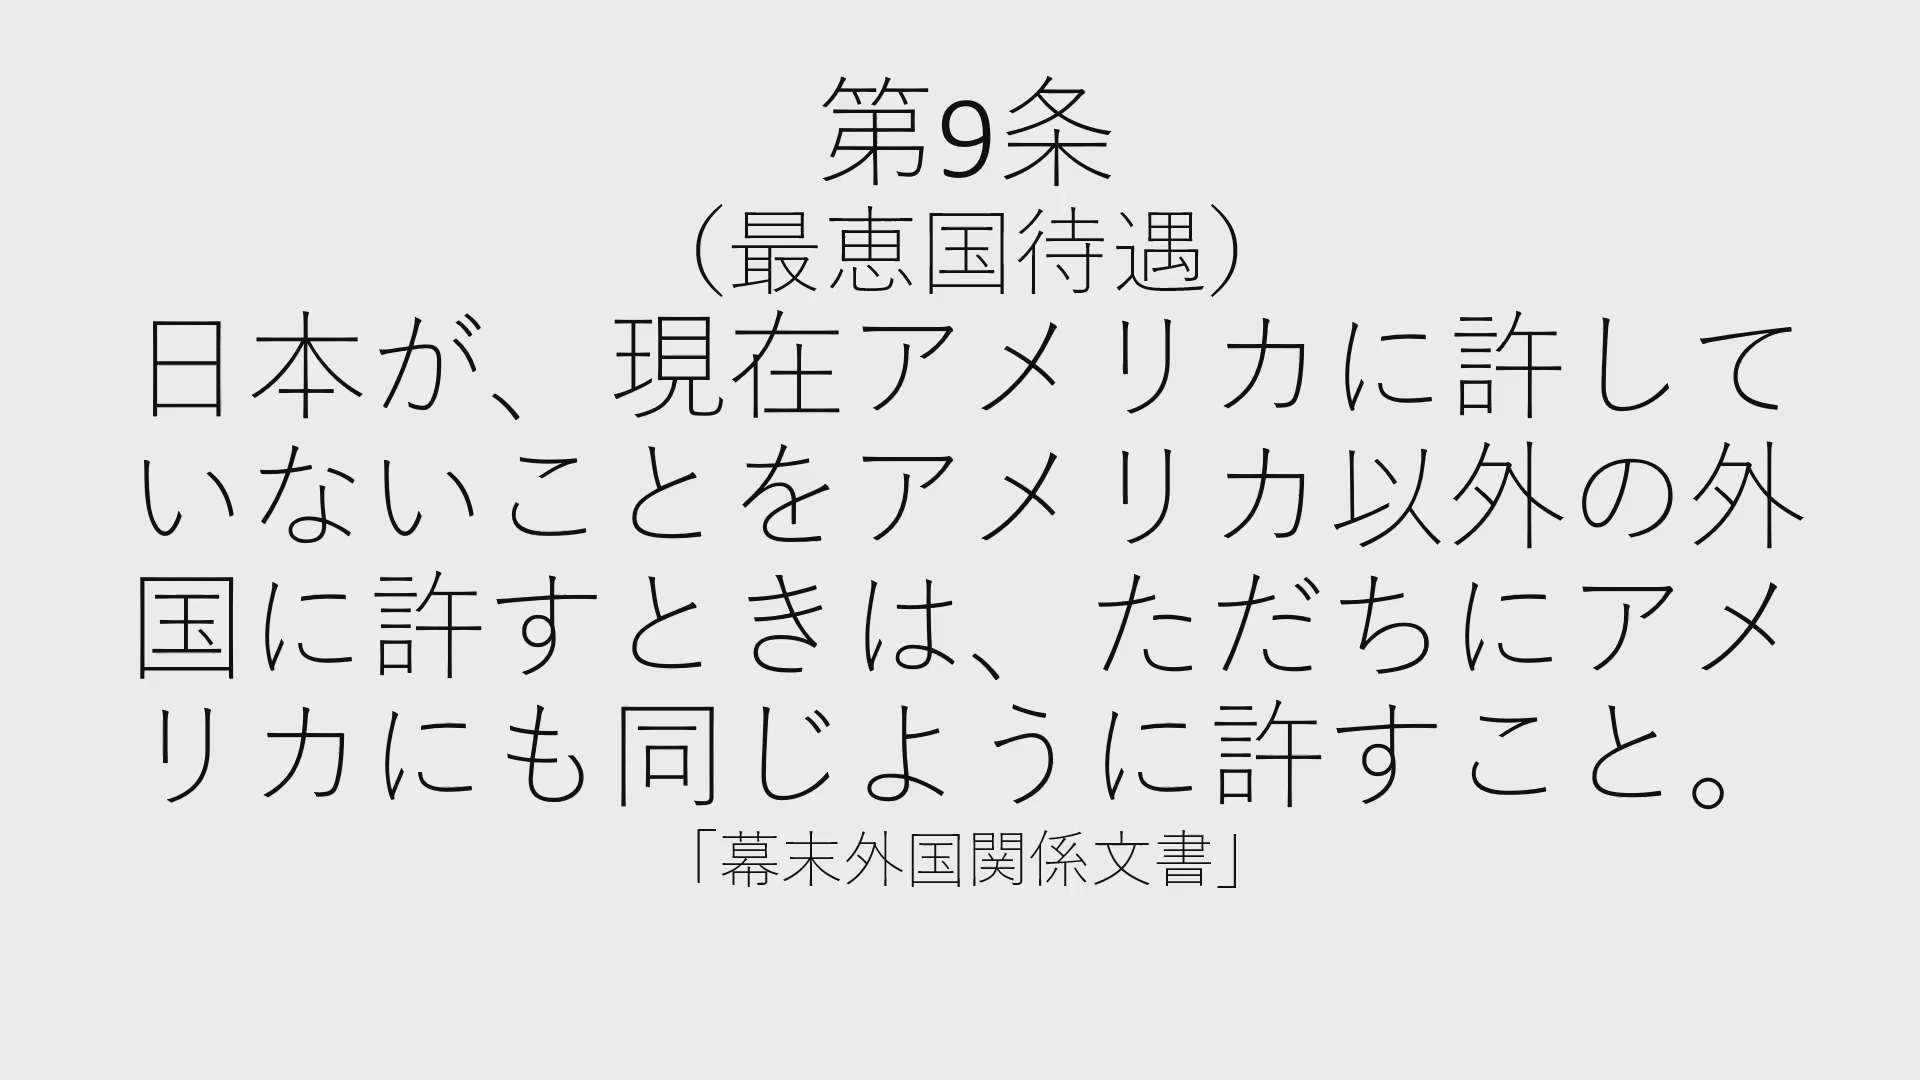 第9条
（最恵国待遇）
日本が、現在アメリカに許して
いないことをアメリカ以外の外
国に許すときは、ただちにアメ
リカにも同じように許すこと。
「幕末外国関係文書」